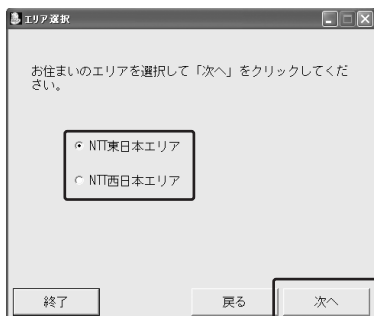 エリア選択
お住まいのエリアを選択して「次へ」をクリックしてくだ
さい。
NTT東日本エリア
NTT西日本エリア
終了 戻る 次へ